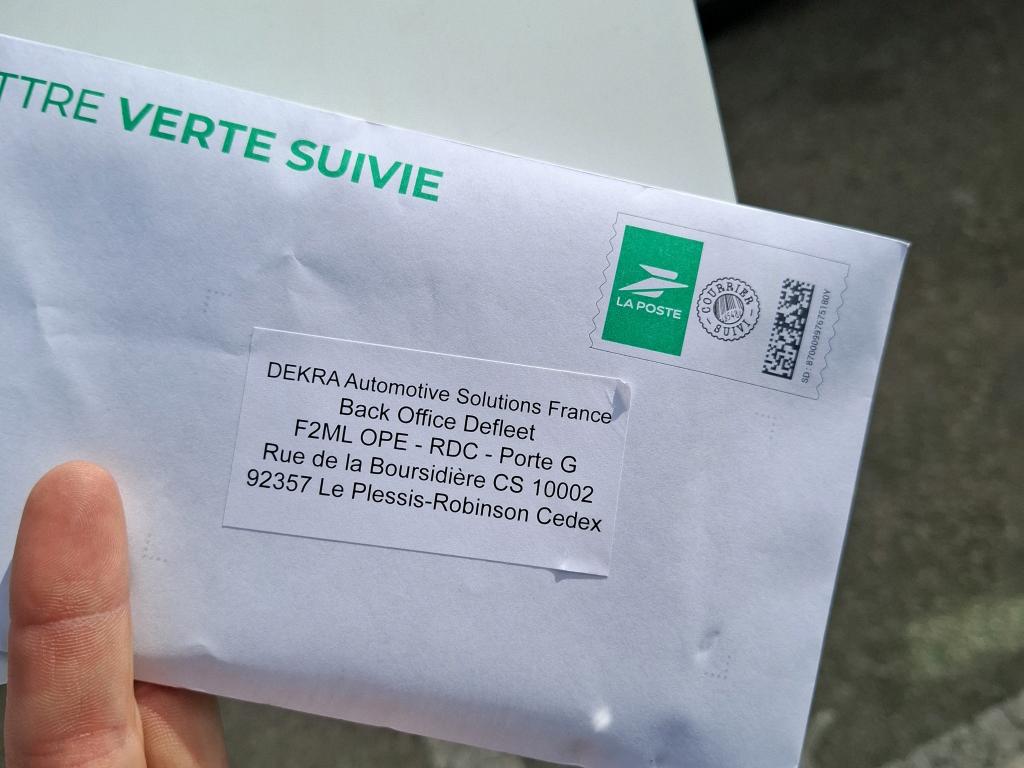 TTRE VERTE SUIVIE
LA POSTE
COURRIER
SUIVI
DEKRA Automotive Solutions France
Back Office Defleet
F2ML OPE - RDC - Porte G
Rue de la Boursidière CS 10002
92357 Le Plessis-Robinson Cedex